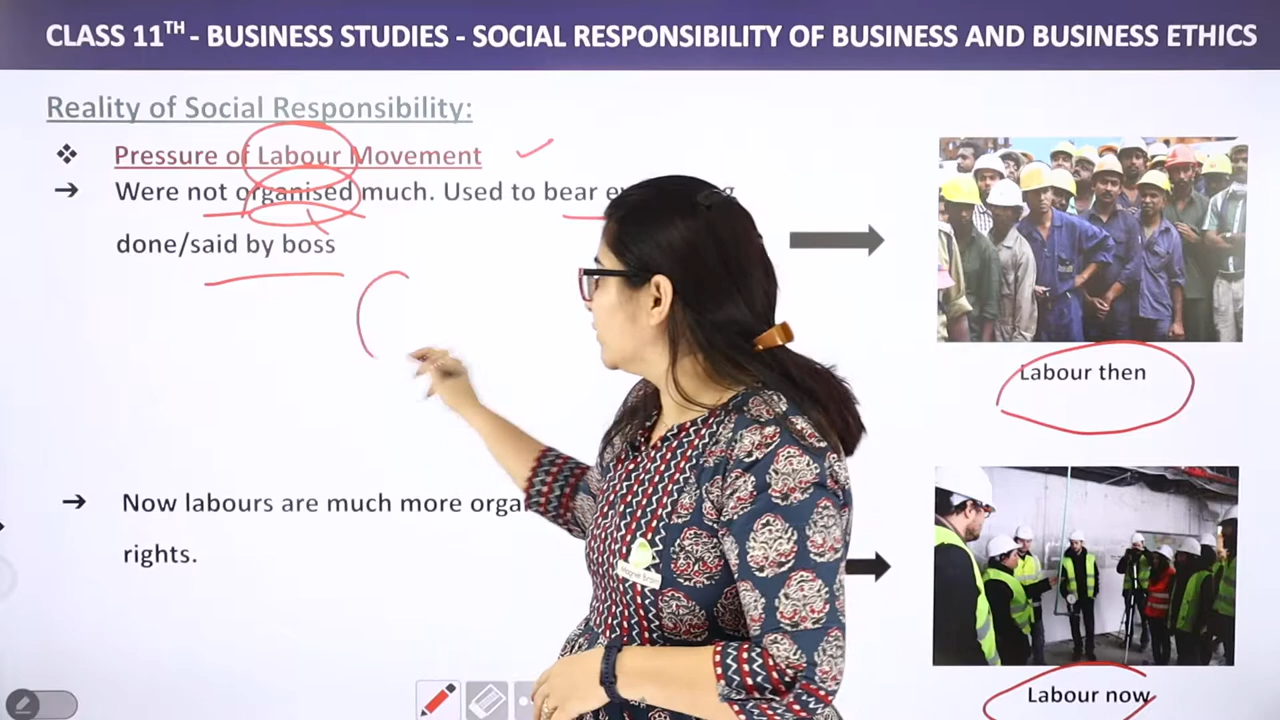 CLASS 11TH - BUSINESS STUDIES - SOCIAL RESPONSIBILITY OF BUSINESS AND BUSINESS ETHICS
Reality of Social Responsibility:
❖ Pressure of Labour Movement
→ Were not organised much. Used to bear
done/said by boss
Labour then
→ Now labours are much more
rights.
Labour now